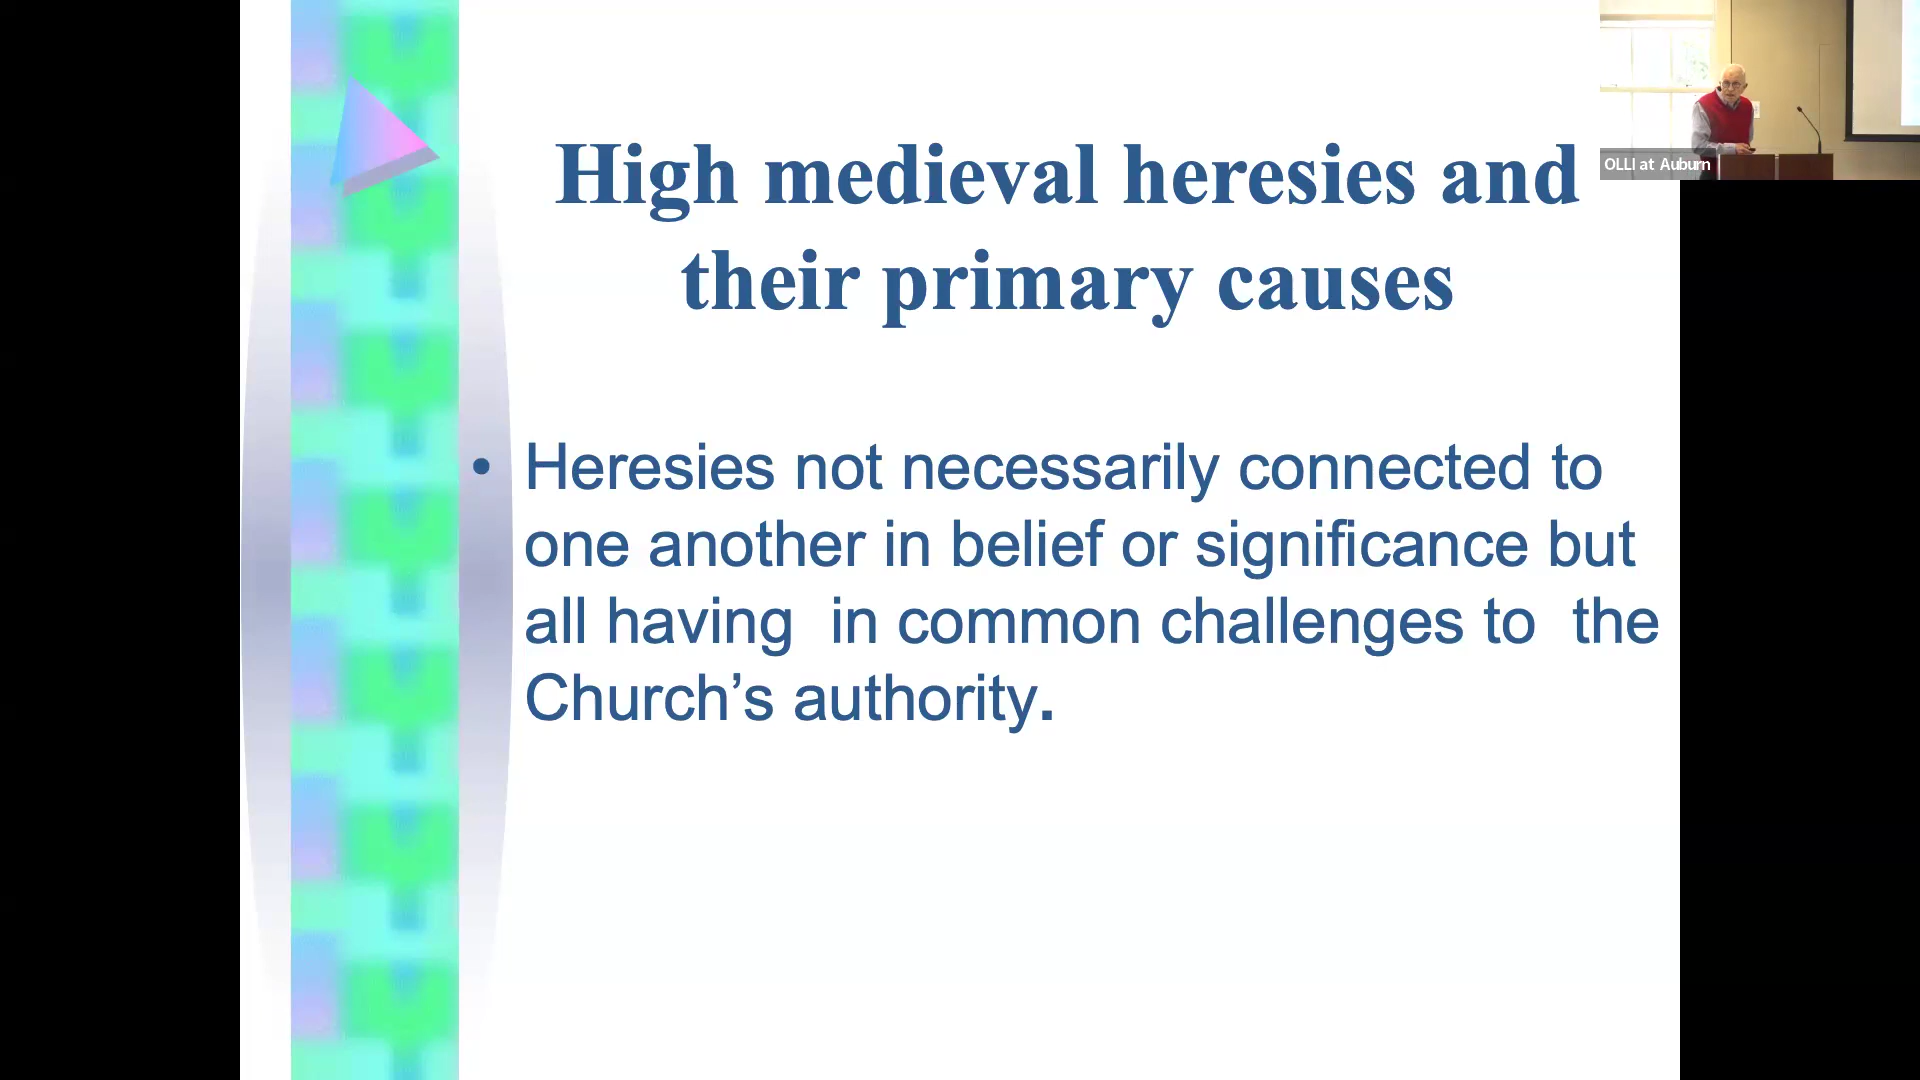 High medieval heresies and
their primary causes
OLLI at Auburn
• Heresies not necessarily connected to
one another in belief or significance but
all having  in common challenges to  the
Church’s authority.